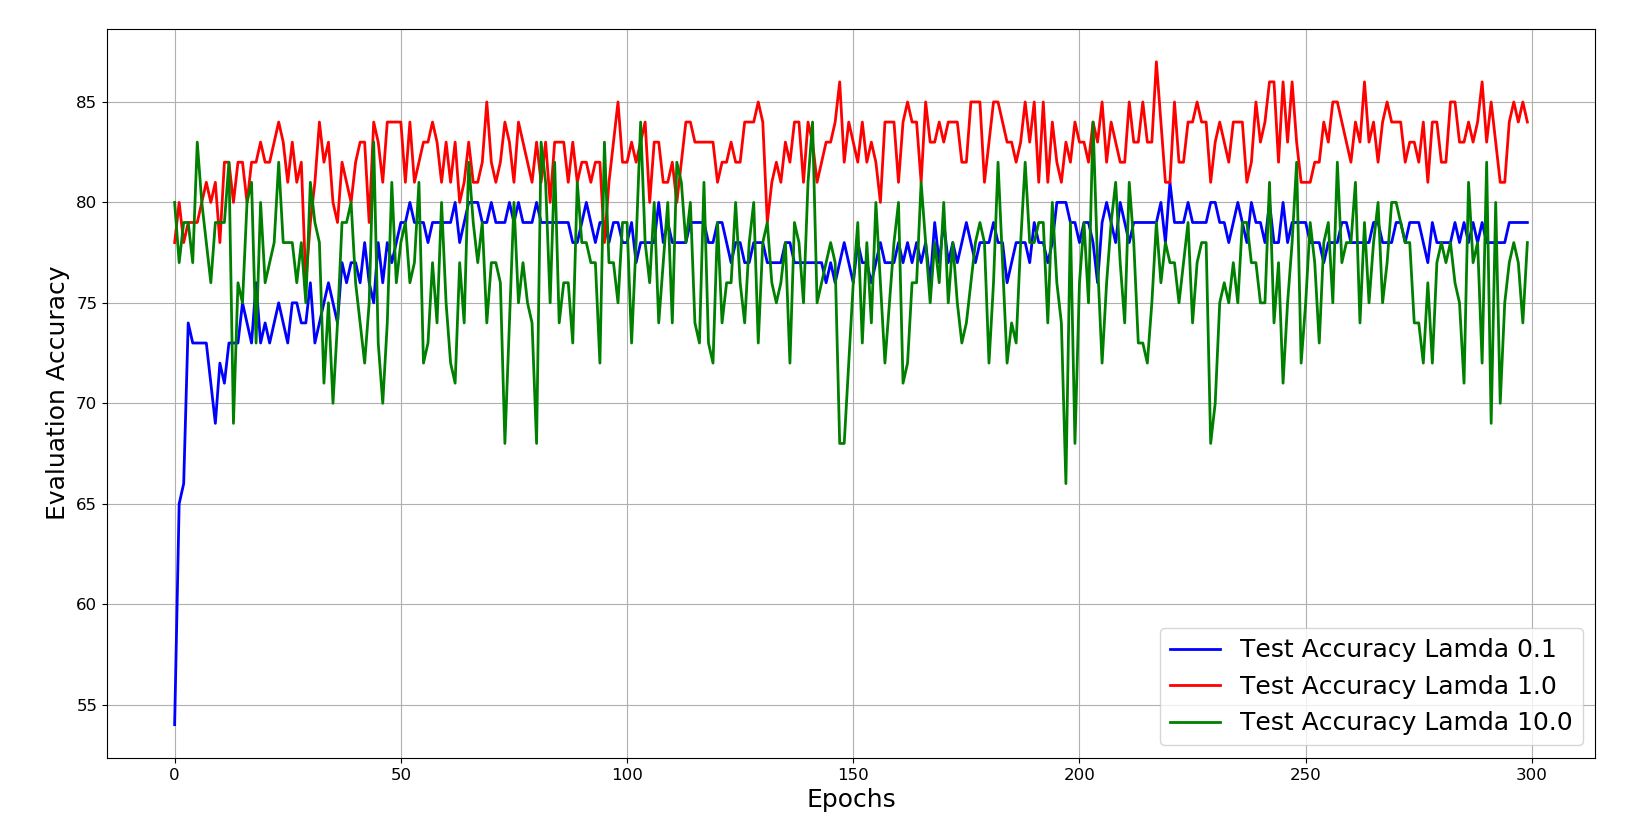 85
80
75
70
65
60
55
Evaluation Accuracy
0 50 100 150 200 250 300
Epochs
Test Accuracy Lamda 0.1
Test Accuracy Lamda 1.0
Test Accuracy Lamda 10.0